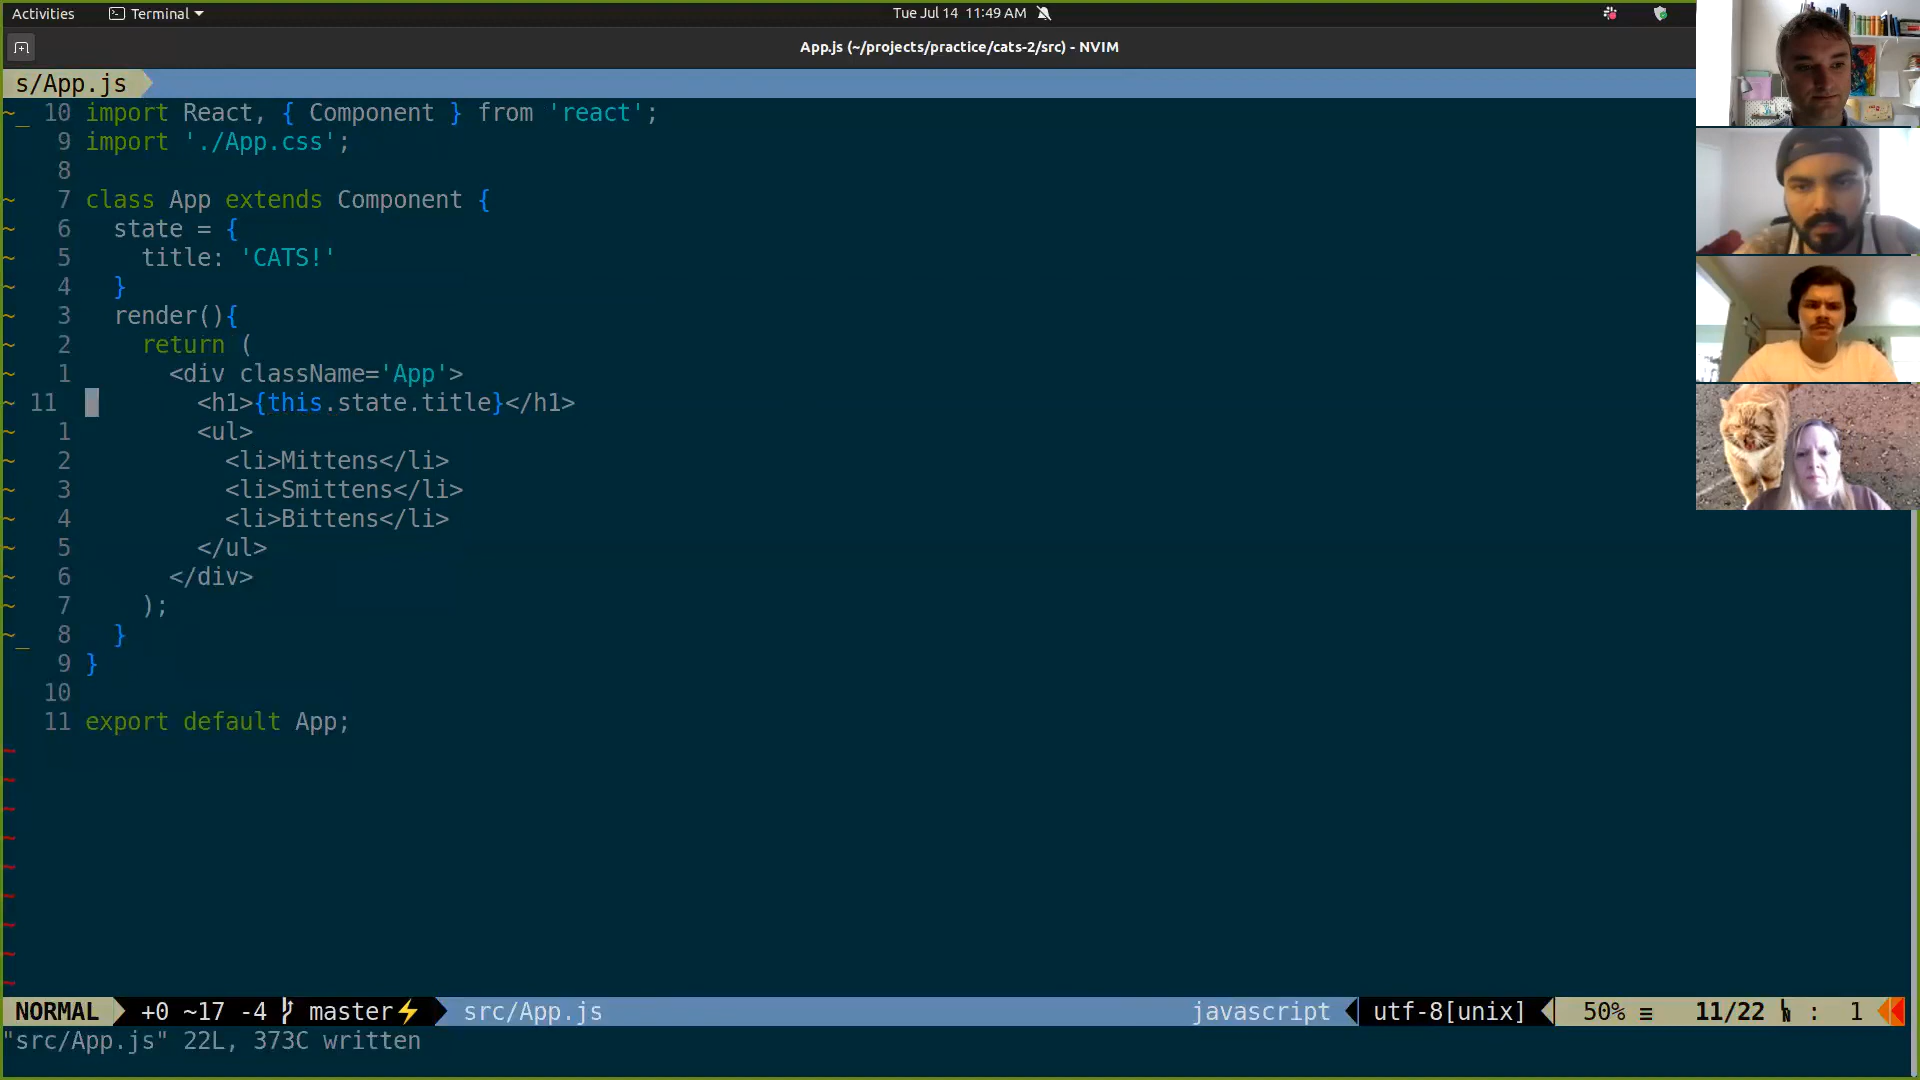 Activities Terminal Tue Jul 14 11:49 AM
App.js (~/projects/practice/cats-2/src) - NVIM
s/App.js
~_ 10 import React, { Component } from 'react';
~ 9 import './App.css';
8
~ 7 class App extends Component {
~ 6   state = {
~ 5     title: 'CATS!'
~ 4   }
~ 3   render(){
~ 2     return (
~ 1       <div className='App'>
~ 11         <h1>{this.state.title}</h1>
~ 1         <ul>
~ 2           <li>Mittens</li>
~ 3           <li>Smittens</li>
~ 4           <li>Bittens</li>
~ 5         </ul>
~ 6       </div>
~ 7     );
~_ 8   }
9 }
10
11 export default App;
~
~
~
~
~
~
~
~
~
NORMAL +0 ~17 -4 master⚡ src/App.js javascript utf-8[unix] 50% ≡ 11/22 : 1
"src/App.js" 22L, 373C written